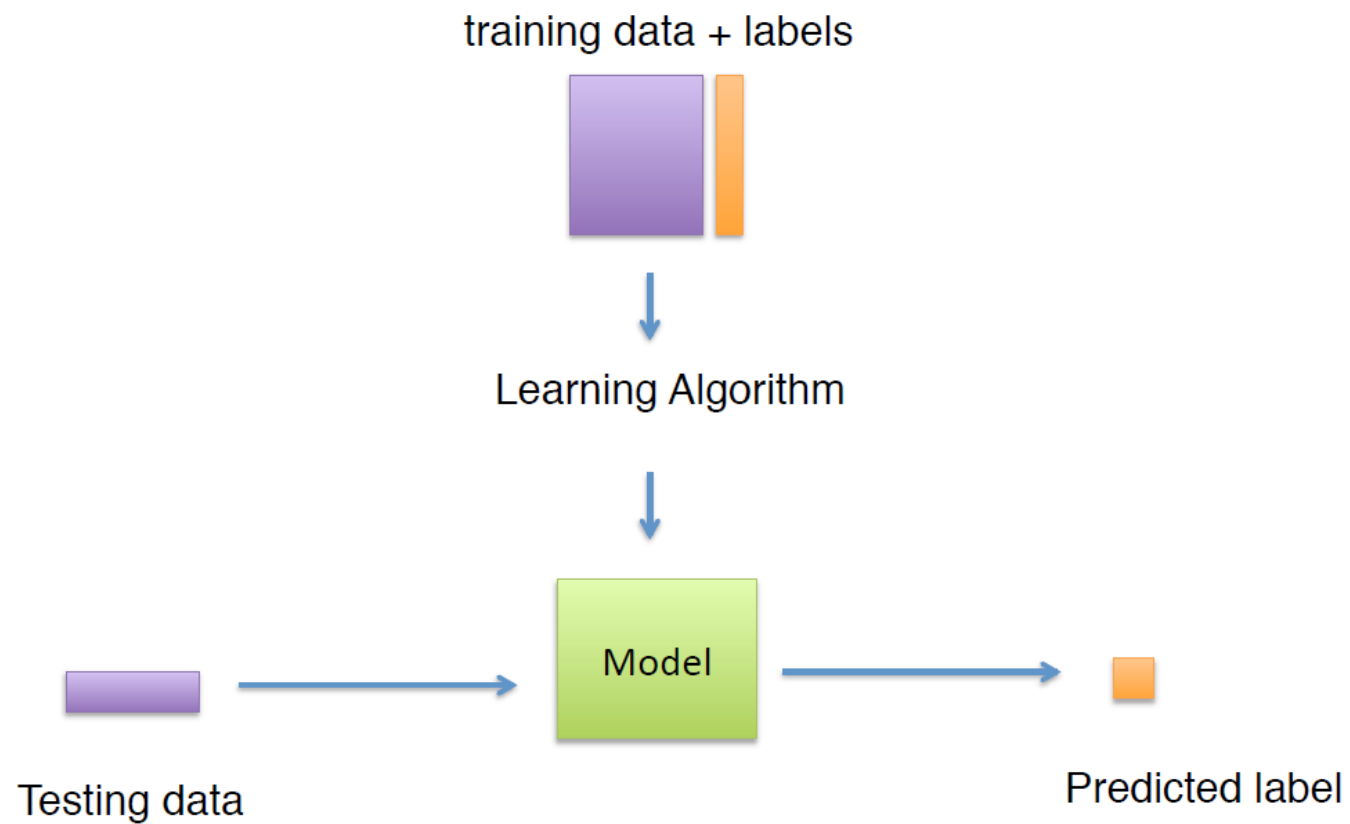 training data + labels
Learning Algorithm
Model
Testing data
Predicted label